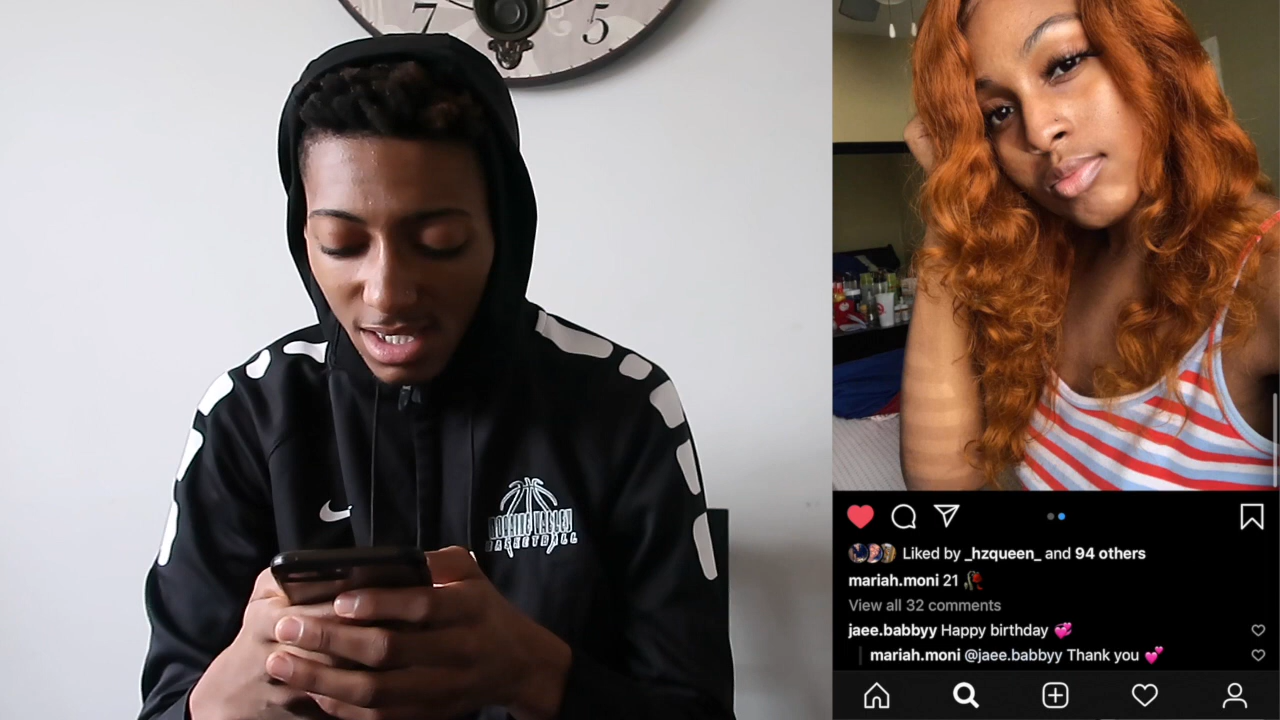 7 5
BASKETBALL
Liked by _hzqueen_ and 94 others
mariah.moni 21 🥀
View all 32 comments
jaee.babbyy Happy birthday 💞
mariah.moni @jaee.babbyy Thank you 💕